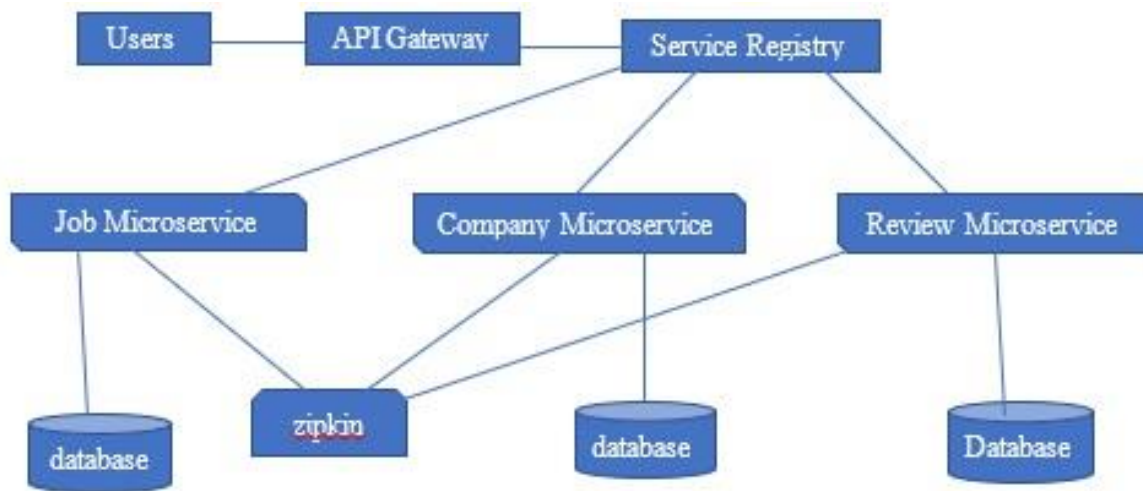 Users
API Gateway
Service Registry
Job Microservice
Company Microservice
Review Microservice
zipkin
database
database
Database